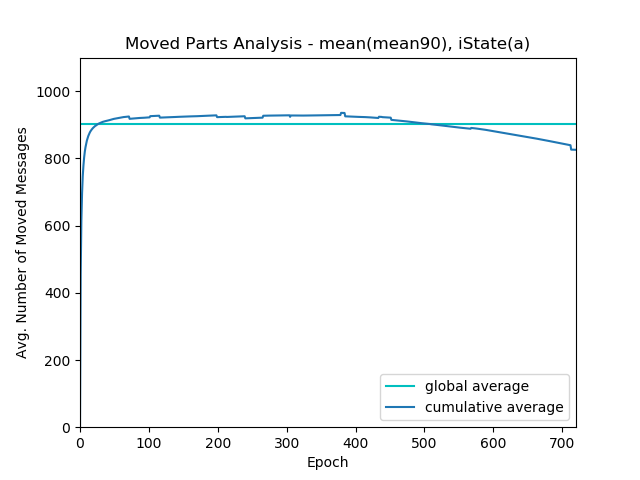 Moved Parts Analysis - mean(mean90), iState(a)
Avg. Number of Moved Messages
1000
800
600
400
200
0
0 100 200 300 400 500 600 700
Epoch
global average
cumulative average